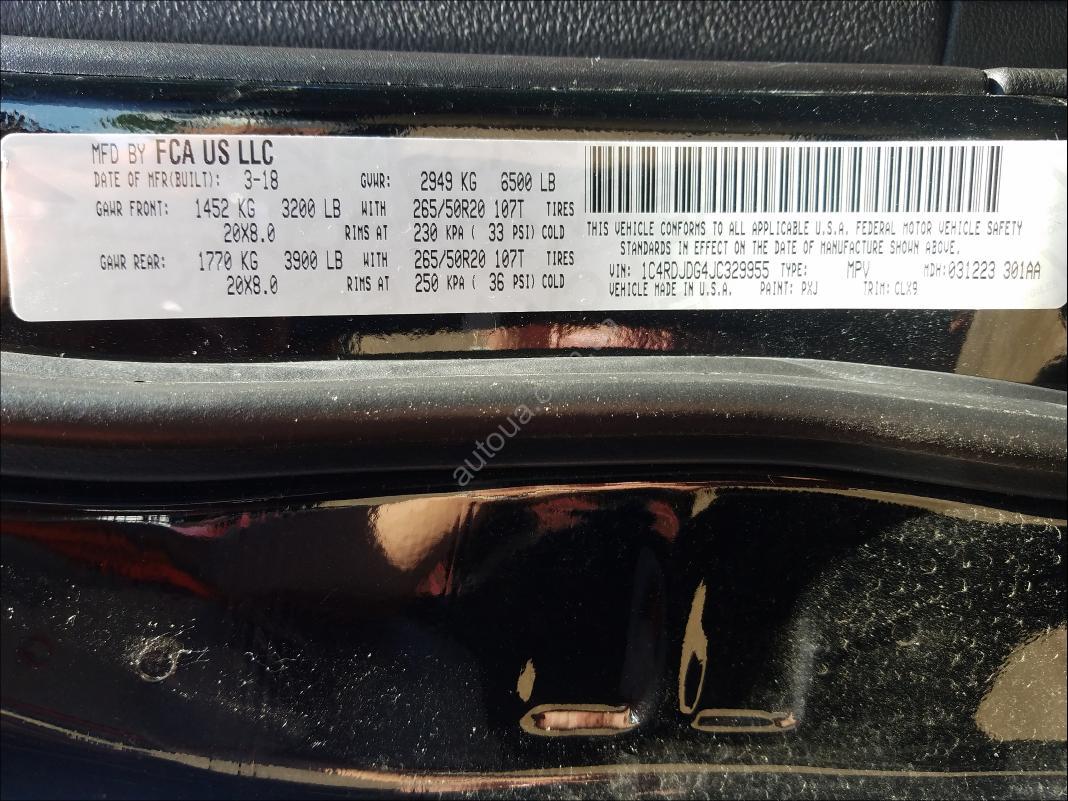 MFD BY FCA US LLC
DATE OF MFR(BUILT): 3-18 GVWR: 2949 KG 6500 LB
GAWR FRONT: 1452 KG 3200 LB WITH 265/50R20 107T TIRES
20X8.0 RIMS AT 230 KPA ( 33 PSI) COLD
GAWR REAR: 1770 KG 3900 LB WITH 265/50R20 107T TIRES
20X8.0 RIMS AT 250 KPA ( 36 PSI) COLD
THIS VEHICLE CONFORMS TO ALL APPLICABLE U.S.A. FEDERAL MOTOR VEHICLE SAFETY
STANDARDS IN EFFECT ON THE DATE OF MANUFACTURE SHOWN ABOVE.
VIN: 1C4RDJDG4JC329955 TYPE: MPV MDH: 031223 301AA
VEHICLE MADE IN U.S.A. PAINT: PXJ TRIM: CLX9